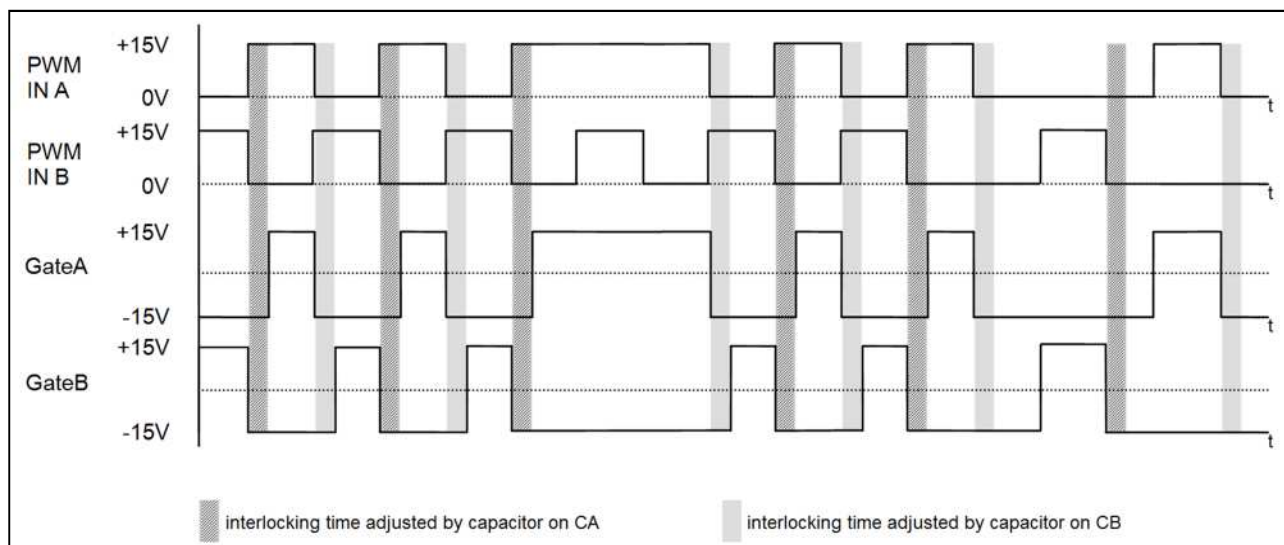 PWM
IN A
+15V
0V
t
PWM
IN B
+15V
0V
t
GateA
+15V
-15V
t
GateB
+15V
-15V
t
interlocking time adjusted by capacitor on CA
interlocking time adjusted by capacitor on CB